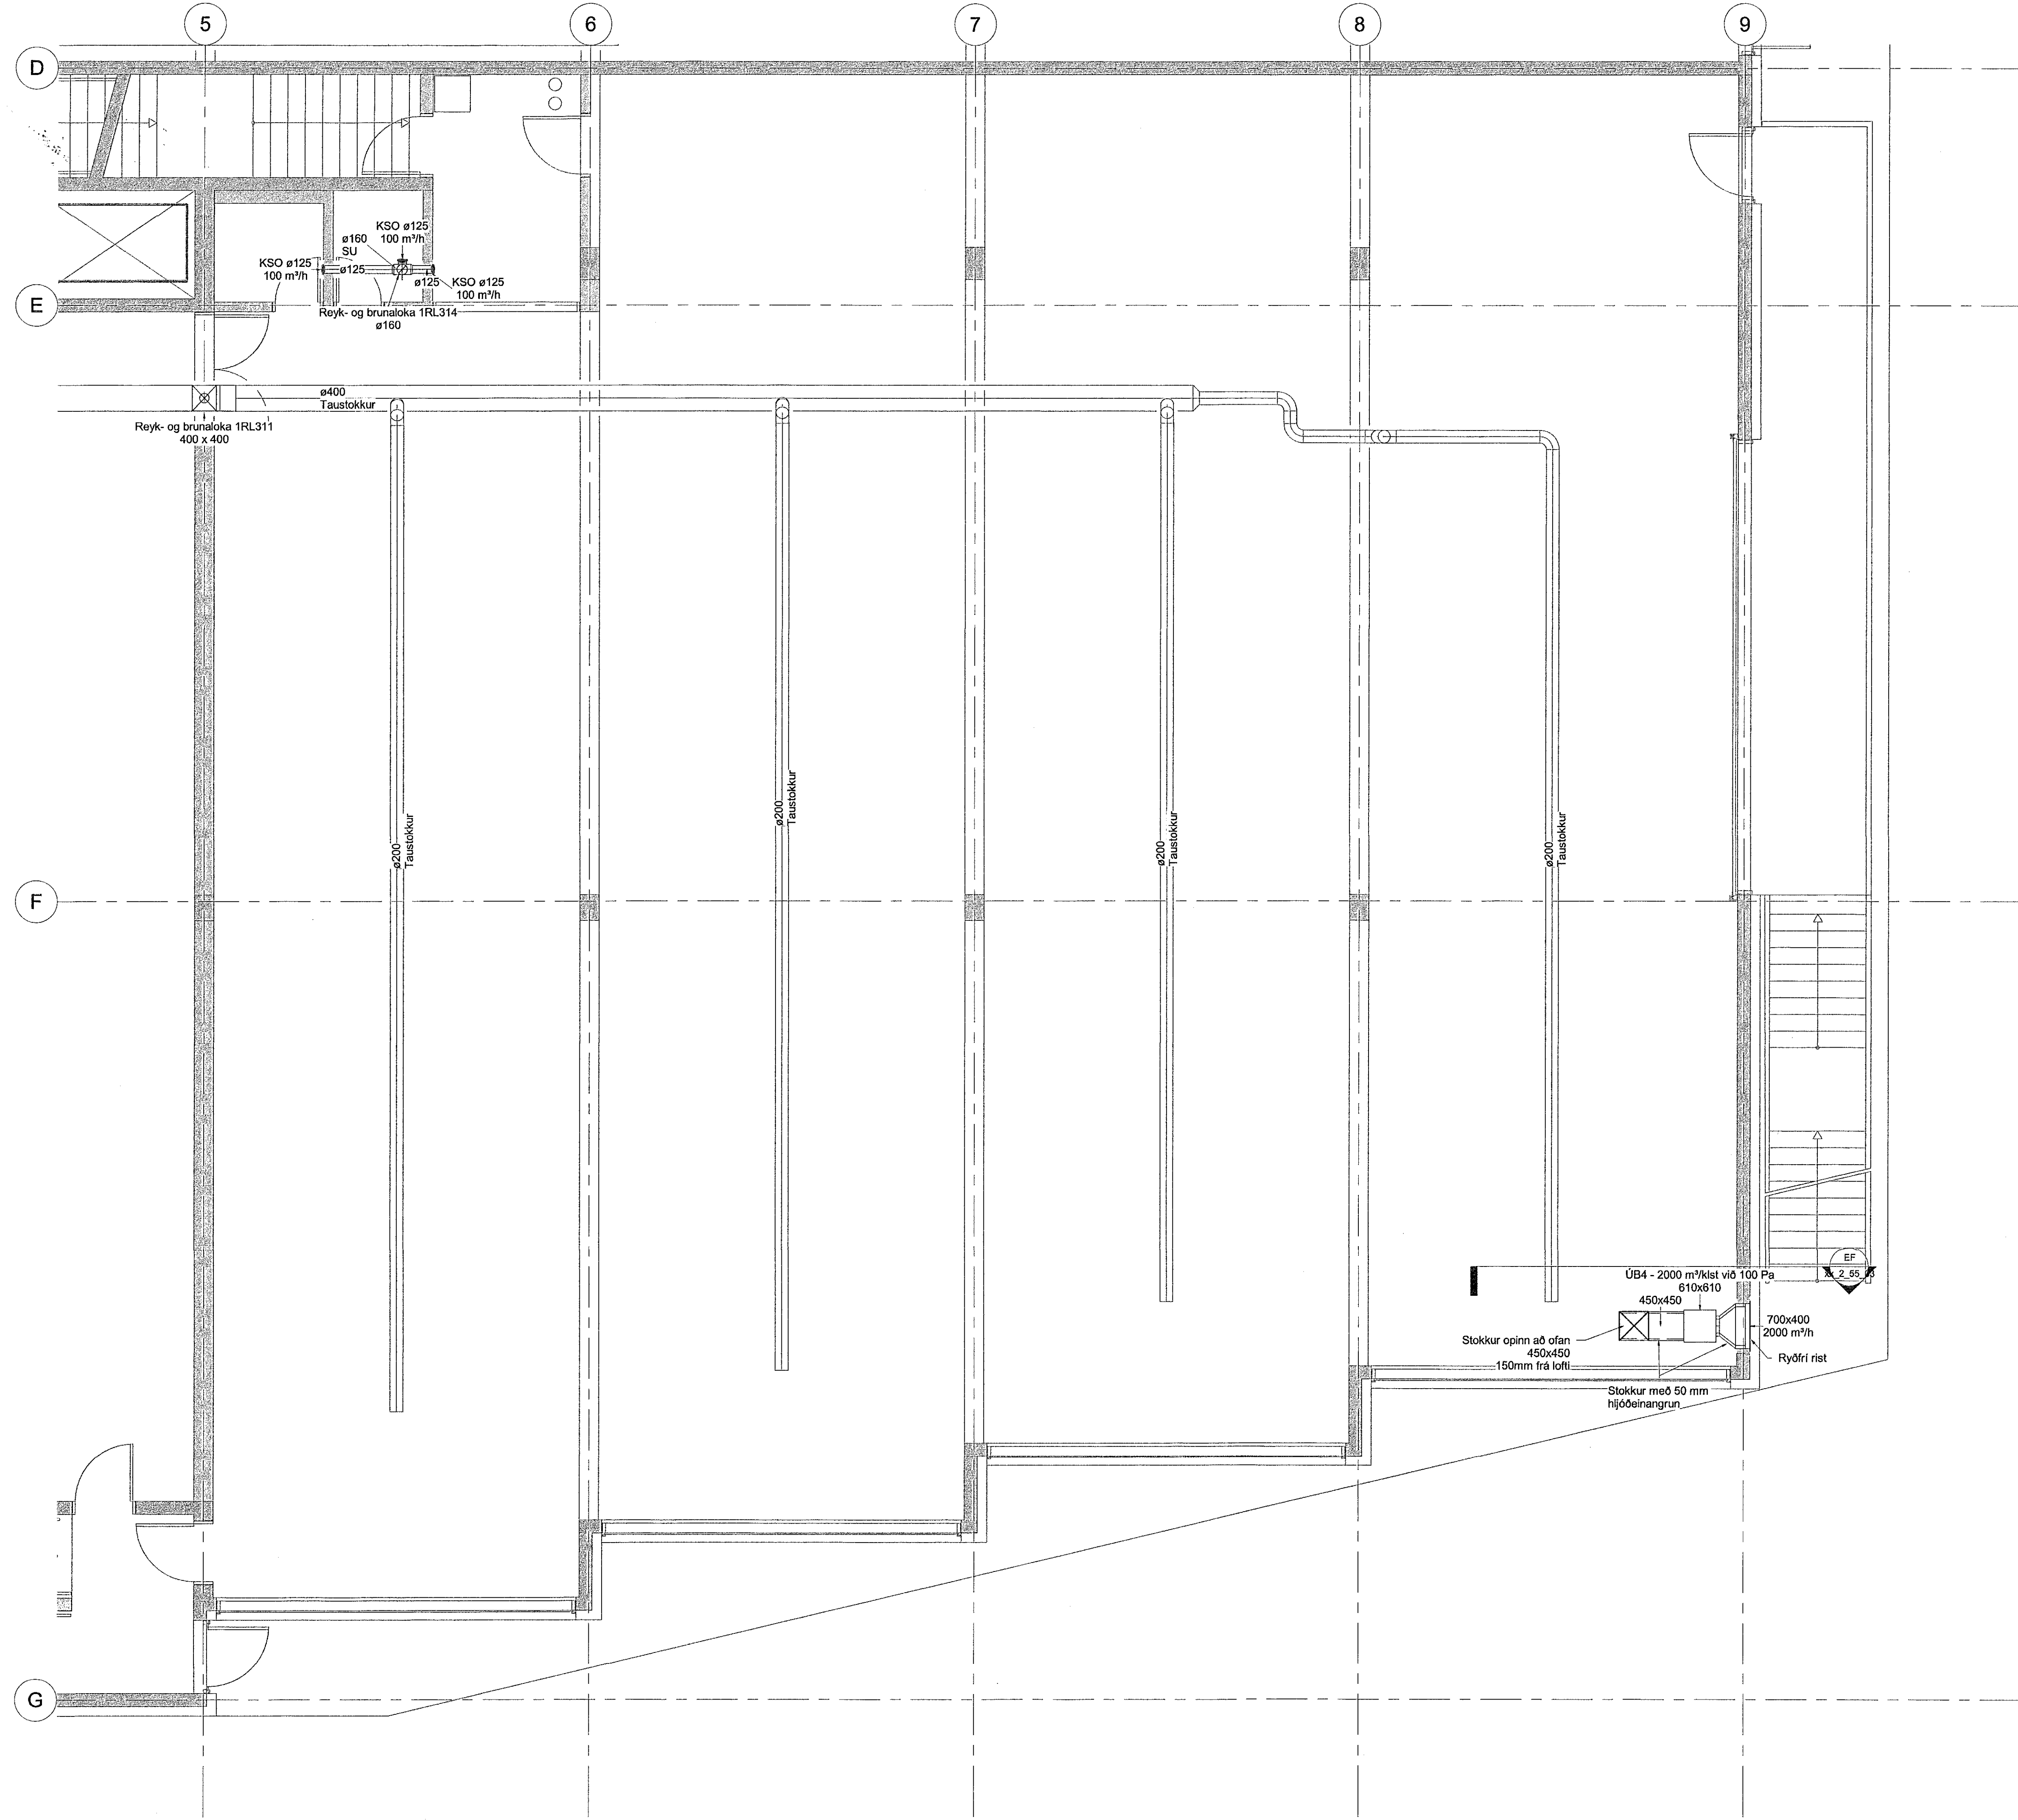 5
6
7
8
9
D
KSO ø125
100 m³/h
ø160
SU
KSO ø125
100 m³/h
ø125
ø125
KSO ø125
100 m³/h
E
Reyk- og brunaloka 1RL314
ø160
ø400
Taustokkur
Reyk- og brunaloka 1RL311
400 x 400
ø200
Taustokkur
ø200
Taustokkur
ø200
Taustokkur
ø200
Taustokkur
F
EF
ÚB4 - 2000 m³/klst við 100 Pa
610x610
450x450
700x400
2000 m³/h
Stokkur opinn að ofan
450x450
150mm frá lofti
Ryðfrí rist
Stokkur með 50 mm
hljóðeinangrun
G